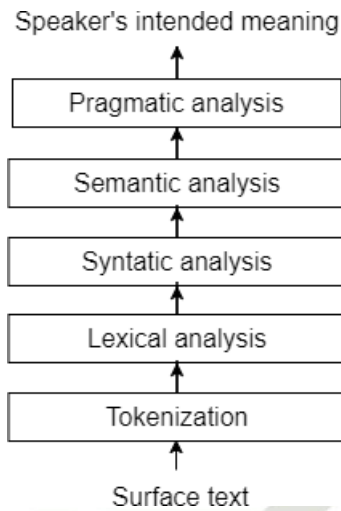 Speaker's intended meaning
Pragmatic analysis
Semantic analysis
Syntatic analysis
Lexical analysis
Tokenization
Surface text